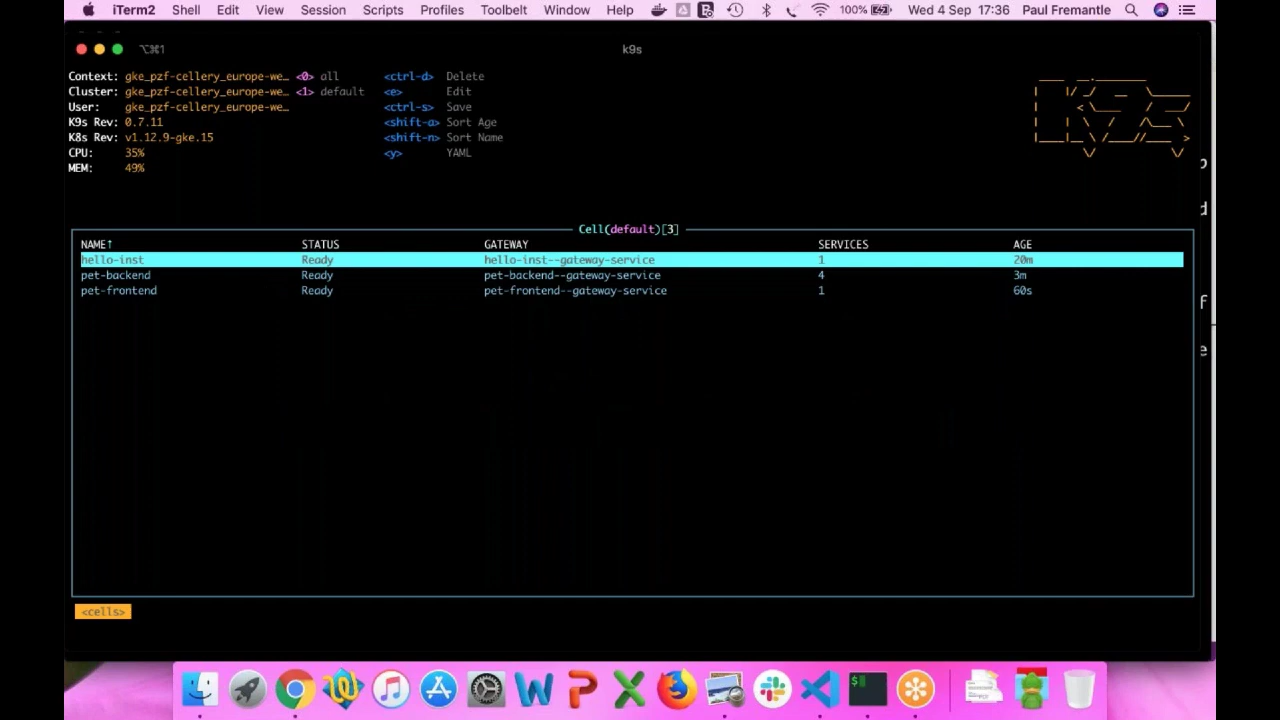 iTerm2 Shell Edit View Session Scripts Profiles Toolbelt Window Help 100% Wed 4 Sep 17:36 Paul Fremantle
⌥⌘1 k9s
Context: gke_pzf-cellery_europe-we… <0> all <ctrl-d> Delete
Cluster: gke_pzf-cellery_europe-we… <1> default <e> Edit
User: gke_pzf-cellery_europe-we… <ctrl-s> Save
K9s Rev: 0.7.11 <shift-a> Sort Age
K8s Rev: v1.12.9-gke.15 <shift-n> Sort Name
CPU: 35% <y> YAML
MEM: 49%
Cell(default)[3]
NAME↑ STATUS GATEWAY SERVICES AGE
hello-inst Ready hello-inst--gateway-service 1 20m
pet-backend Ready pet-backend--gateway-service 4 3m
pet-frontend Ready pet-frontend--gateway-service 1 60s
<cells>